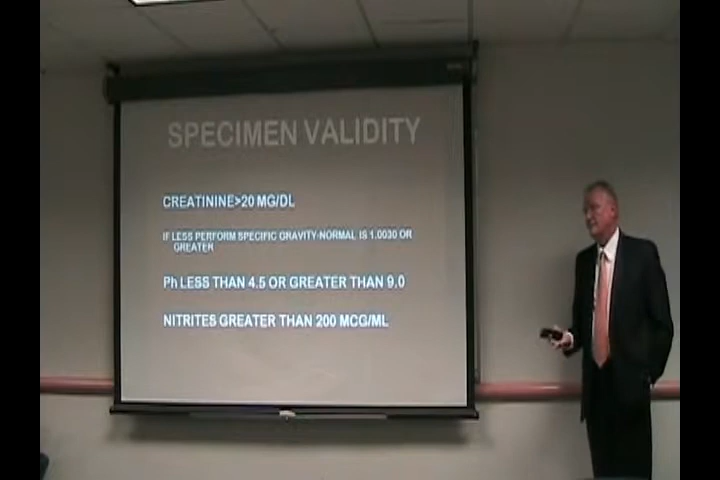 SPECIMEN VALIDITY
CREATININE>20 MG/DL
IF LESS PERFORM SPECIFIC GRAVITY-NORMAL IS 1.0030 OR
GREATER
Ph LESS THAN 4.5 OR GREATER THAN 9.0
NITRITES GREATER THAN 200 MCG/ML